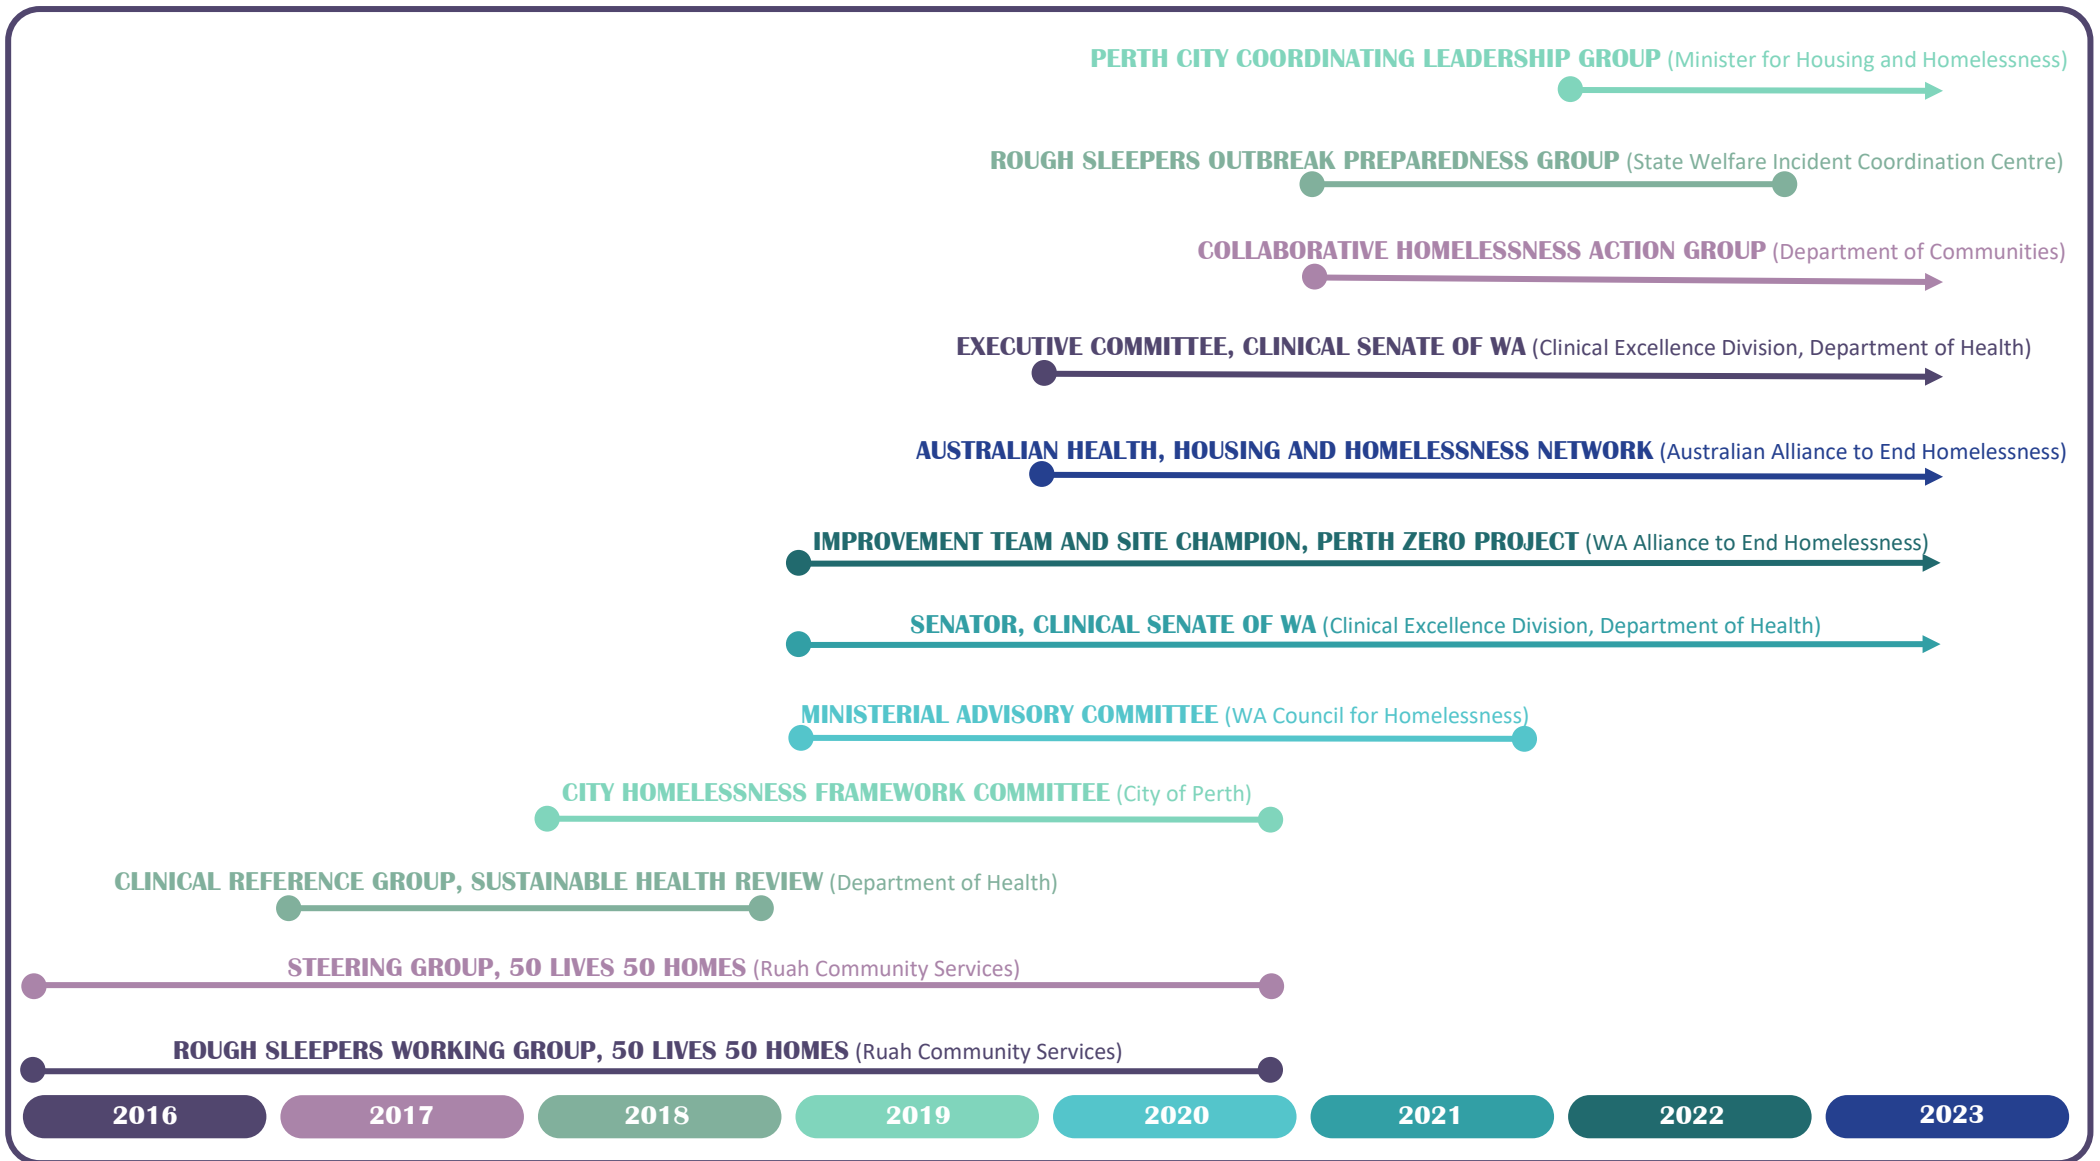 PERTH CITY COORDINATING LEADERSHIP GROUP (Minister for Housing and Homelessness)
ROUGH SLEEPERS OUTBREAK PREPAREDNESS GROUP (State Welfare Incident Coordination Centre)
COLLABORATIVE HOMELESSNESS ACTION GROUP (Department of Communities)
EXECUTIVE COMMITTEE, CLINICAL SENATE OF WA (Clinical Excellence Division, Department of Health)
AUSTRALIAN HEALTH, HOUSING AND HOMELESSNESS NETWORK (Australian Alliance to End Homelessness)
IMPROVEMENT TEAM AND SITE CHAMPION, PERTH ZERO PROJECT (WA Alliance to End Homelessness)
SENATOR, CLINICAL SENATE OF WA (Clinical Excellence Division, Department of Health)
MINISTERIAL ADVISORY COMMITTEE (WA Council for Homelessness)
CITY HOMELESSNESS FRAMEWORK COMMITTEE (City of Perth)
CLINICAL REFERENCE GROUP, SUSTAINABLE HEALTH REVIEW (Department of Health)
STEERING GROUP, 50 LIVES 50 HOMES (Ruah Community Services)
ROUGH SLEEPERS WORKING GROUP, 50 LIVES 50 HOMES (Ruah Community Services)
2016 2017 2018 2019 2020 2021 2022 2023